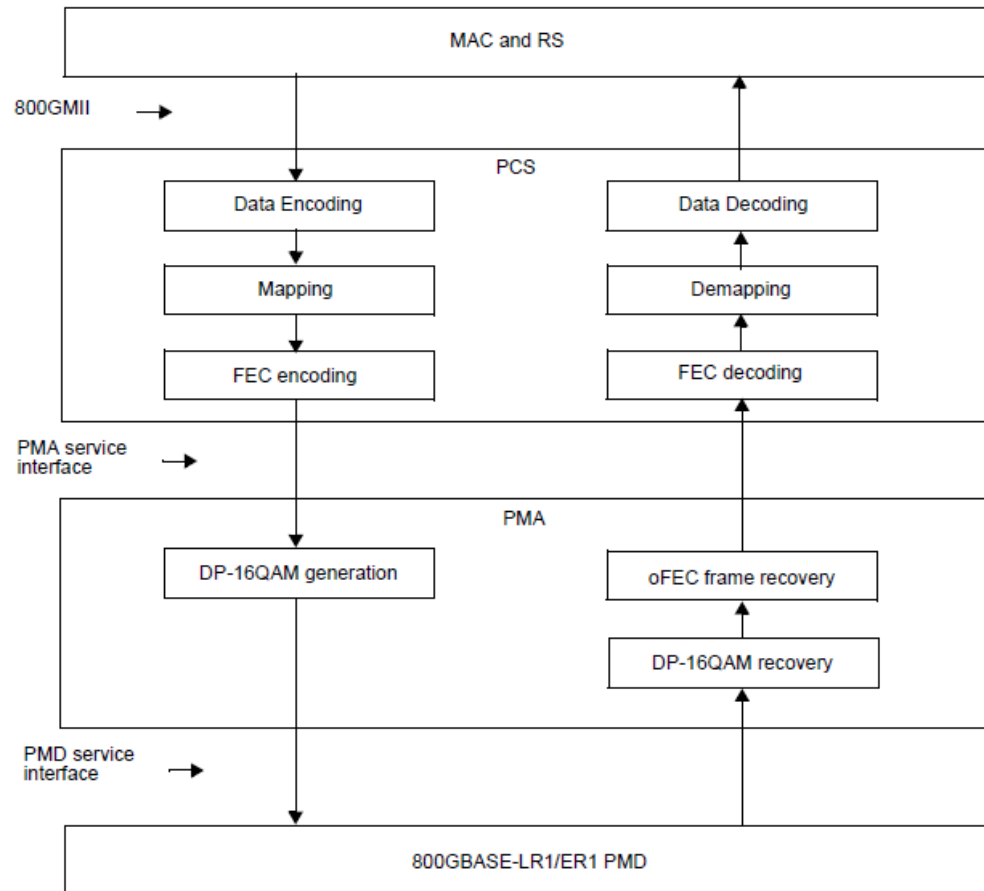 MAC and RS
800GMII
PCS
Data Encoding
Data Decoding
Mapping
Demapping
FEC encoding
FEC decoding
PMA service
interface
PMA
DP-16QAM generation
oFEC frame recovery
DP-16QAM recovery
PMD service
interface
800GBASE-LR1/ER1 PMD